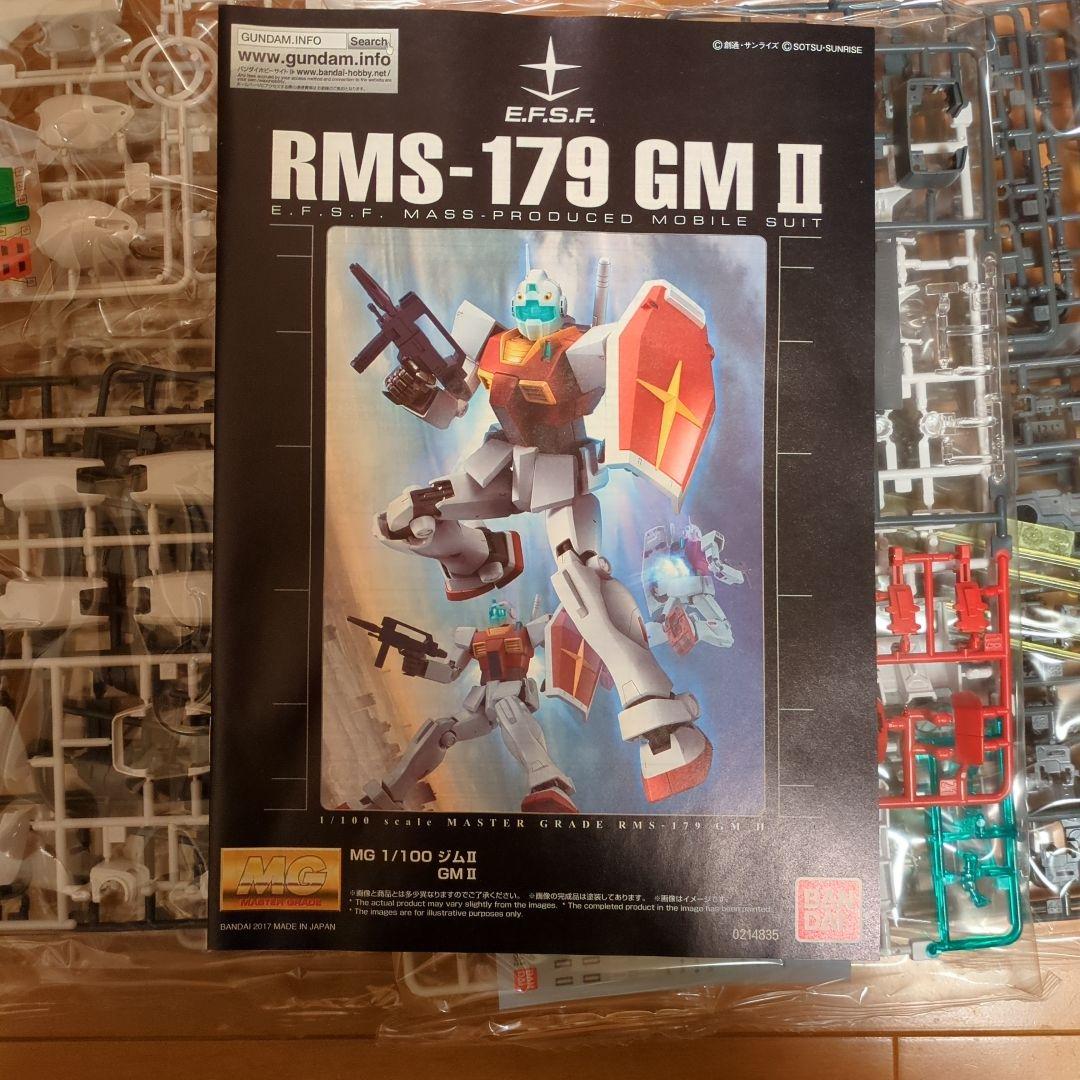 GUNDAM.INFO Search
www.gundam.info
バンダイホビーサイト www.bandai-hobby.net/
©創通・サンライズ ©SOTSU・SUNRISE
E.F.S.F.
RMS-179 GM II
E.F.S.F. MASS-PRODUCED MOBILE SUIT
1/100 scale MASTER GRADE RMS-179 GM II
MG
MASTER GRADE
MG 1/100 ジムII
GM II
※画像と商品とは多少異なりますのでご了承ください。 ※画像の完成品は塗装してあります。 ※画像はイメージです。
* The actual product may vary slightly from the images. * The completed product in the image has been painted.
* The images are for illustrative purposes only.
BANDAI 2017 MADE IN JAPAN
BAN
DAI
0214835